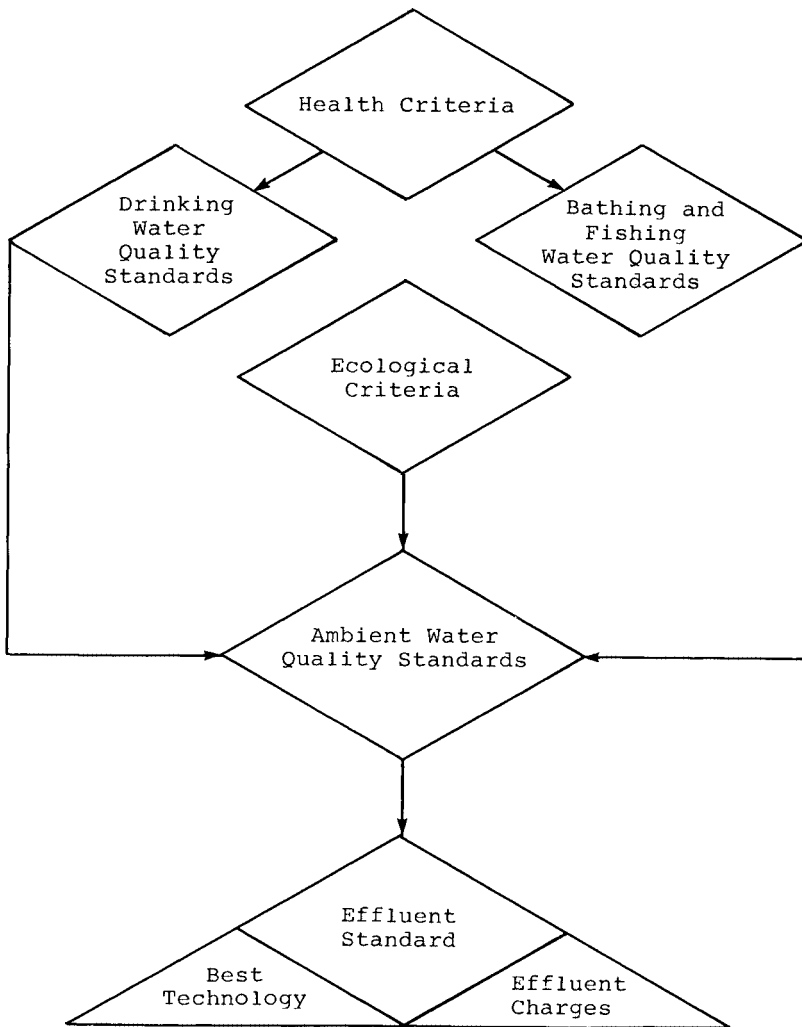 Health Criteria
Drinking
Water
Quality
Standards
Bathing and
Fishing
Water Quality
Standards
Ecological
Criteria
Ambient Water
Quality Standards
Effluent
Standard
Best
Technology
Effluent
Charges